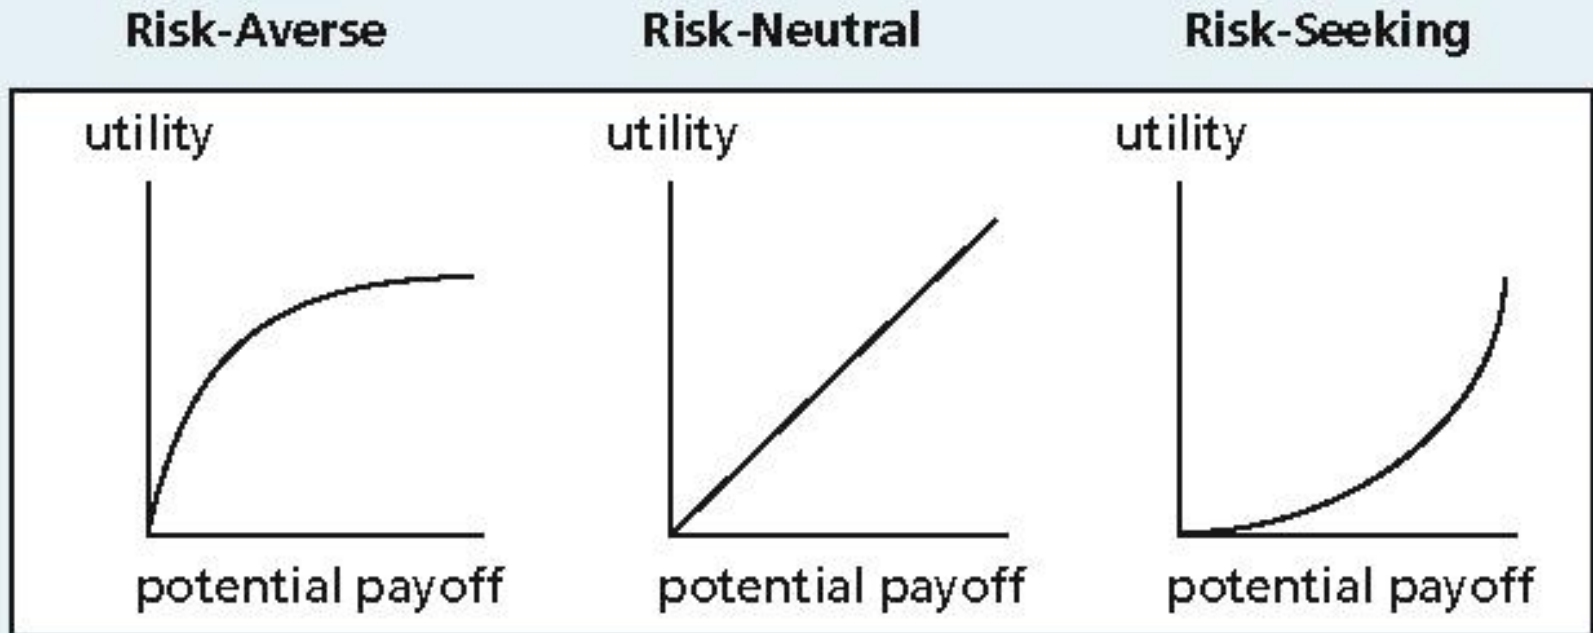 Risk-Averse
Risk-Neutral
Risk-Seeking
utility
utility
utility
potential payoff
potential payoff
potential payoff